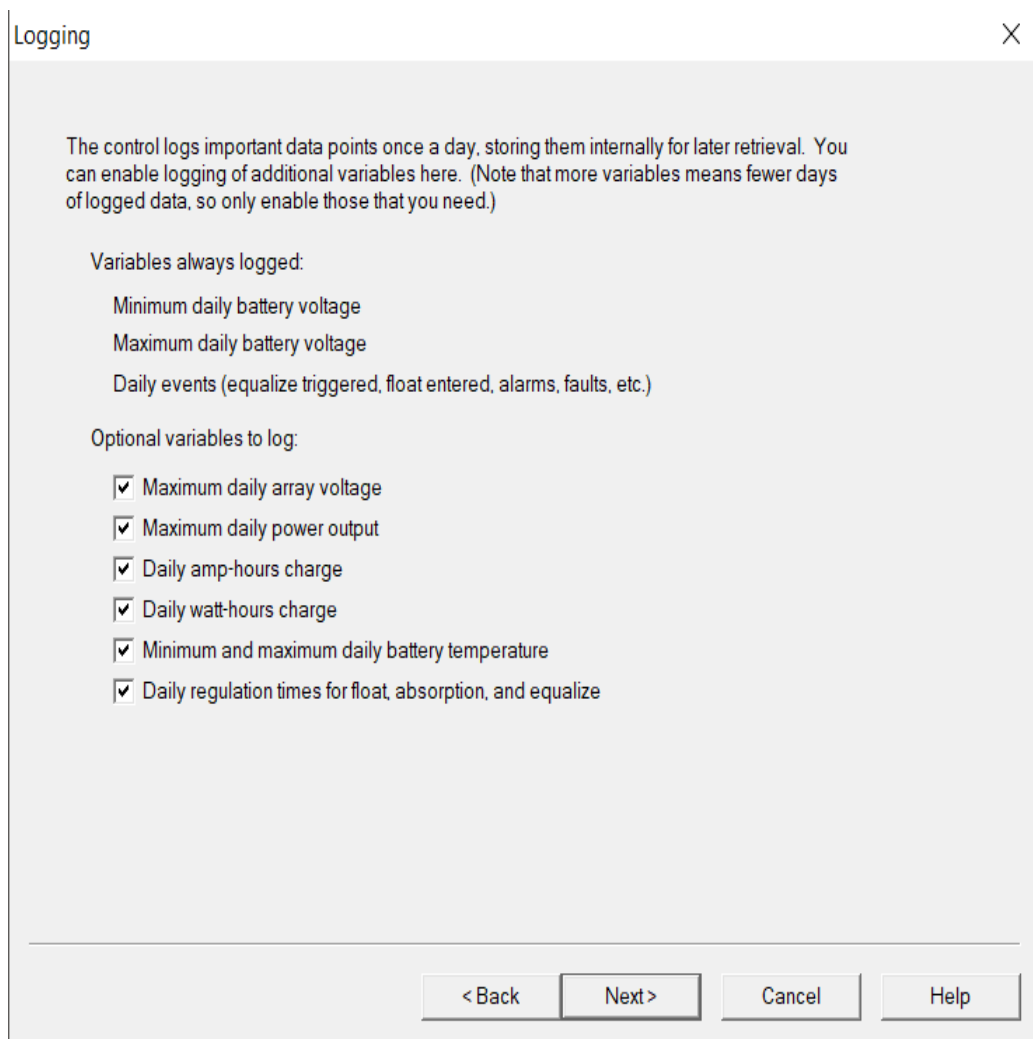 Logging
The control logs important data points once a day, storing them internally for later retrieval. You
can enable logging of additional variables here. (Note that more variables means fewer days
of logged data, so only enable those that you need.)
Variables always logged:
Minimum daily battery voltage
Maximum daily battery voltage
Daily events (equalize triggered, float entered, alarms, faults, etc.)
Optional variables to log:
Maximum daily array voltage
Maximum daily power output
Daily amp-hours charge
Daily watt-hours charge
Minimum and maximum daily battery temperature
Daily regulation times for float, absorption, and equalize
< Back Next > Cancel Help